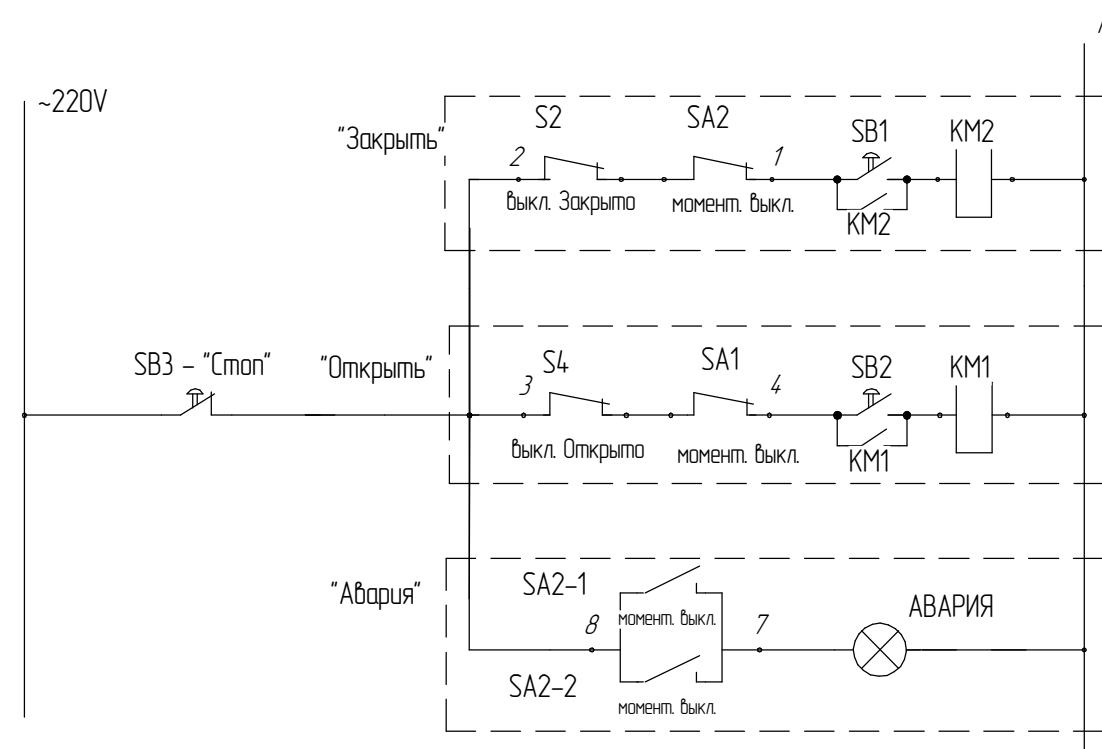 ~220V
"Закрыть"
S2
SA2
SB1
KM2
2
1
выкл. Закрыто
момент. выкл.
KM2
SB3 – "Стоп"
"Открыть"
S4
SA1
SB2
KM1
3
4
выкл. Открыто
момент. выкл.
KM1
"Авария"
SA2-1
момент. выкл.
АВАРИЯ
8
7
SA2-2
момент. выкл.